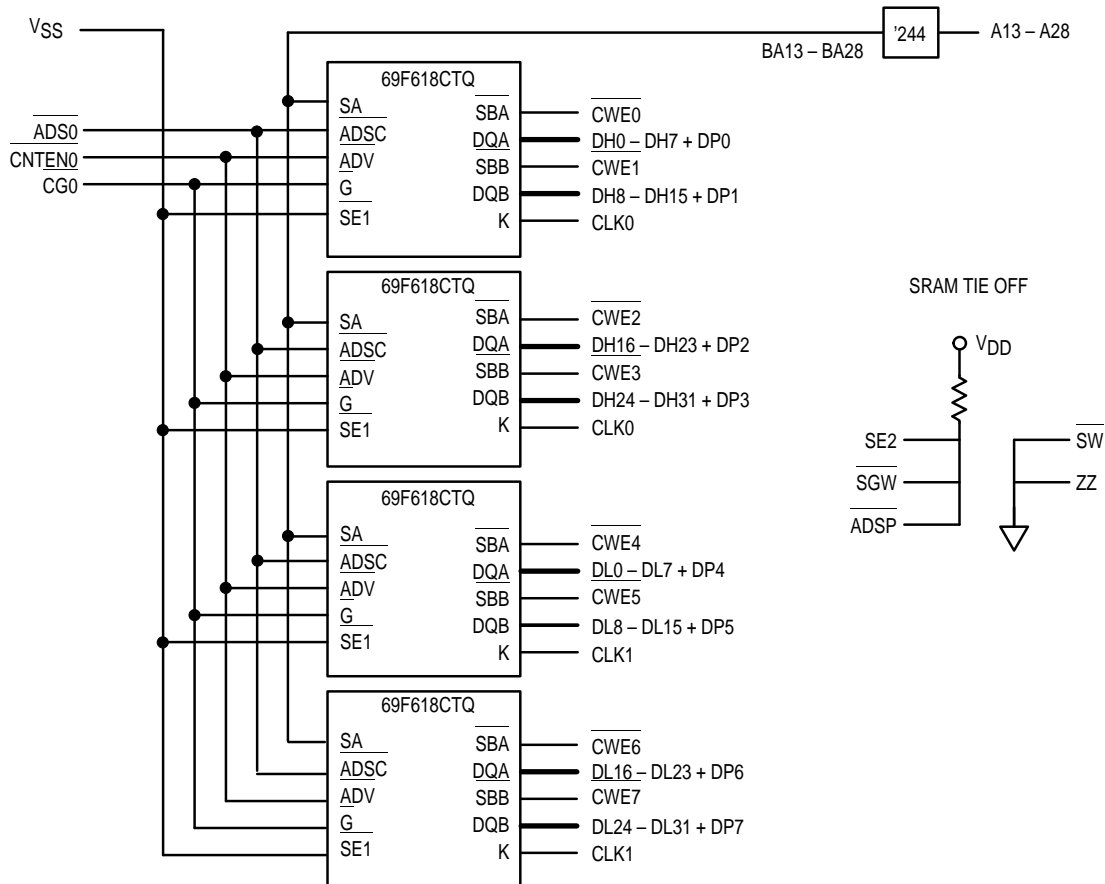 VSS
'244
A13 – A28
BA13 – BA28
ADS0
CNTEN0
CG0
69F618CTQ
SA
ADSC
ADV
G
SE1
SBA
DQA
SBB
DQB
K
CWE0
DH0 – DH7 + DP0
CWE1
DH8 – DH15 + DP1
CLK0
69F618CTQ
SA
ADSC
ADV
G
SE1
SBA
DQA
SBB
DQB
K
CWE2
DH16 – DH23 + DP2
CWE3
DH24 – DH31 + DP3
CLK0
69F618CTQ
SA
ADSC
ADV
G
SE1
SBA
DQA
SBB
DQB
K
CWE4
DL0 – DL7 + DP4
CWE5
DL8 – DL15 + DP5
CLK1
69F618CTQ
SA
ADSC
ADV
G
SE1
SBA
DQA
SBB
DQB
K
CWE6
DL16 – DL23 + DP6
CWE7
DL24 – DL31 + DP7
CLK1
SRAM TIE OFF
VDD
SE2
SGW
ADSP
SW
ZZ